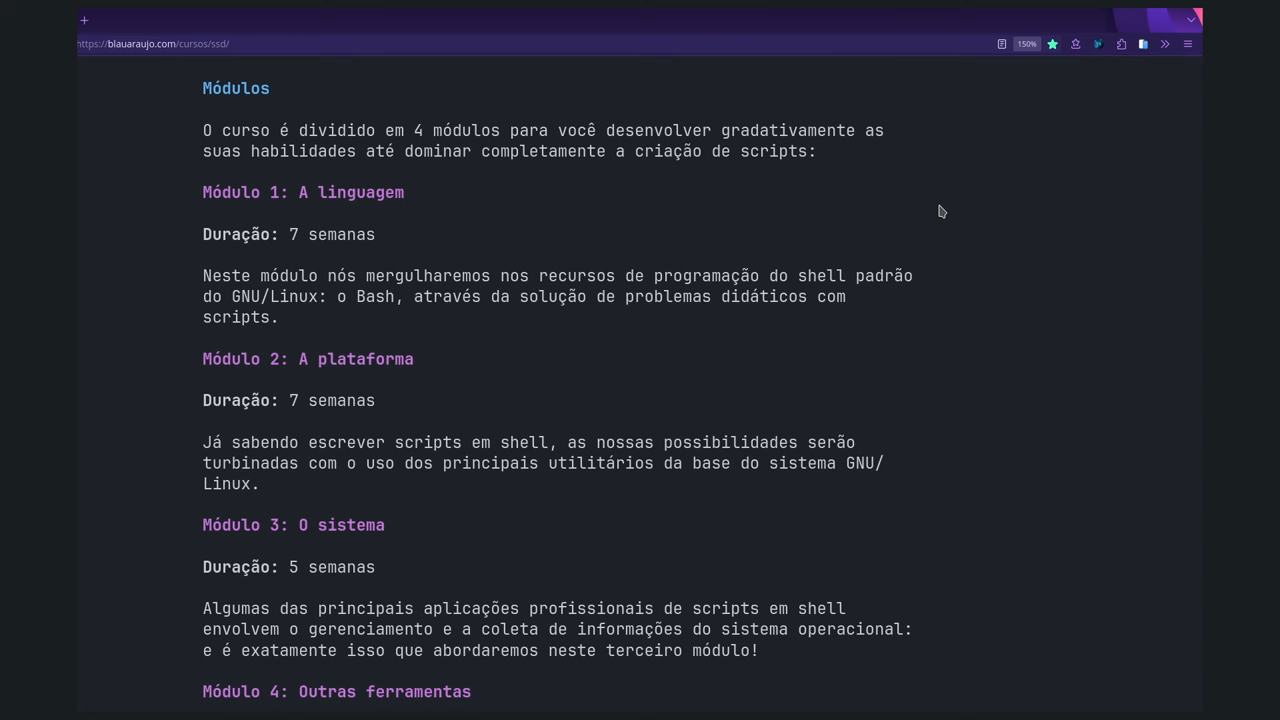 https://blauaraujo.com/cursos/ssd/
150%
Módulos
O curso é dividido em 4 módulos para você desenvolver gradativamente as
suas habilidades até dominar completamente a criação de scripts:
Módulo 1: A linguagem
Duração: 7 semanas
Neste módulo nós mergulharemos nos recursos de programação do shell padrão
do GNU/Linux: o Bash, através da solução de problemas didáticos com
scripts.
Módulo 2: A plataforma
Duração: 7 semanas
Já sabendo escrever scripts em shell, as nossas possibilidades serão
turbinadas com o uso dos principais utilitários da base do sistema GNU/
Linux.
Módulo 3: O sistema
Duração: 5 semanas
Algumas das principais aplicações profissionais de scripts em shell
envolvem o gerenciamento e a coleta de informações do sistema operacional:
e é exatamente isso que abordaremos neste terceiro módulo!
Módulo 4: Outras ferramentas